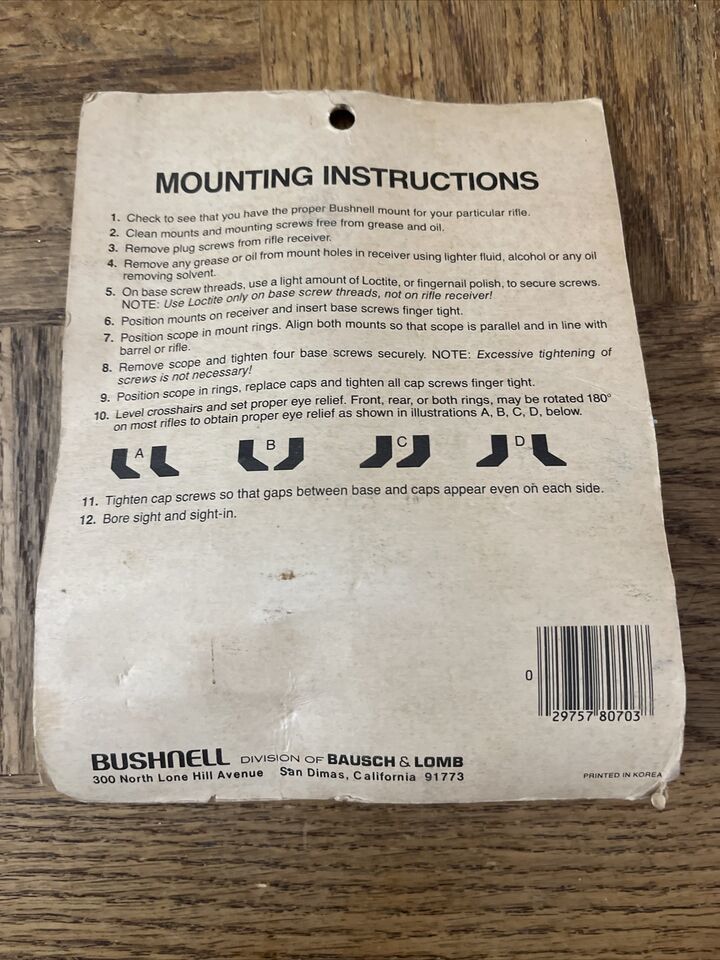 MOUNTING INSTRUCTIONS
1. Check to see that you have the proper Bushnell mount for your particular rifle.
2. Clean mounts and mounting screws free from grease and oil.
3. Remove plug screws from rifle receiver.
4. Remove any grease or oil from mount holes in receiver using lighter fluid, alcohol or any oil
removing solvent.
5. On base screw threads, use a light amount of Loctite, or fingernail polish, to secure screws.
NOTE: Use Loctite only on base screw threads, not on rifle receiver!
6. Position mounts on receiver and insert base screws finger tight.
7. Position scope in mount rings. Align both mounts so that scope is parallel and in line with
barrel or rifle.
8. Remove scope and tighten four base screws securely. NOTE: Excessive tightening of
screws is not necessary!
9. Position scope in rings, replace caps and tighten all cap screws finger tight.
10. Level crosshairs and set proper eye relief. Front, rear, or both rings, may be rotated 180°
on most rifles to obtain proper eye relief as shown in illustrations A, B, C, D, below.
A B C D
11. Tighten cap screws so that gaps between base and caps appear even on each side.
12. Bore sight and sight-in.
0
29757 80703
BUSHNELL DIVISION OF BAUSCH & LOMB
300 North Lone Hill Avenue San Dimas, California 91773
PRINTED IN KOREA